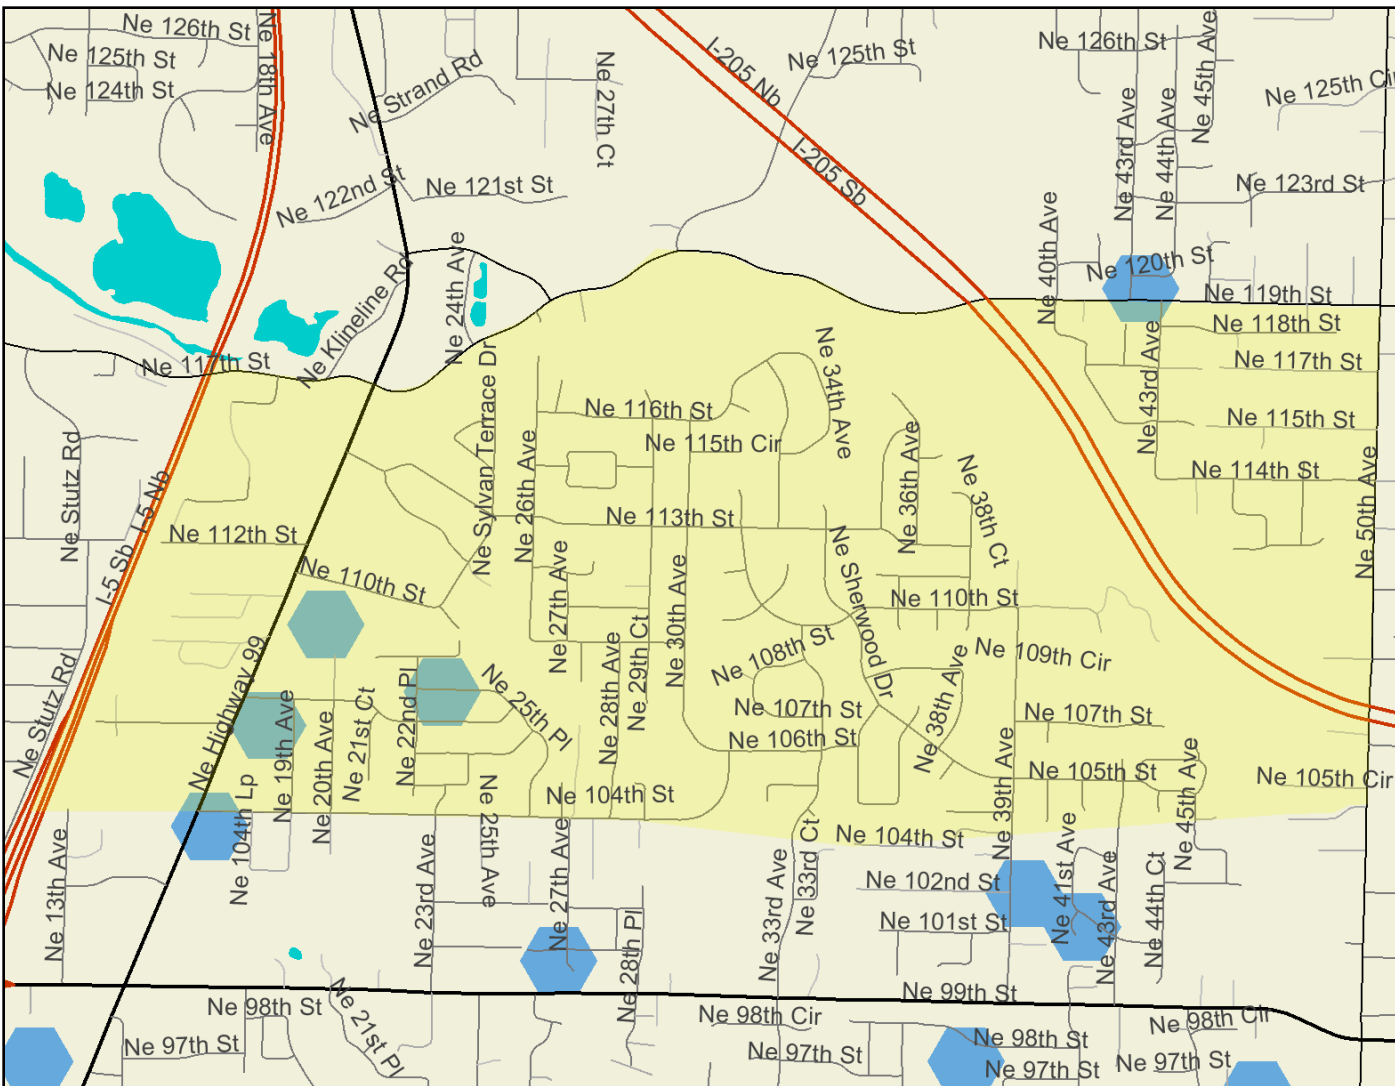 Ne 126th St
Ne 18th Ave
Ne 125th St
Ne 124th St
Ne Strand Rd
Ne 27th Ct
I-205 Nb
Ne 125th St
Ne 126th St
Ne 45th Ave
Ne 125th Cir
I-205 Sb
Ne 43rd Ave
Ne 44th Ave
Ne 122nd St
Ne 121st St
Ne 123rd St
Ne 40th Ave
Ne 24th Ave
Ne Klineline Rd
Ne 120th St
Ne 119th St
Ne 118th St
Ne 117th St
Ne 117th St
Ne Sylvan Terrace Dr
Ne 34th Ave
Ne 43rd Ave
Ne 116th St
Ne 115th Cir
Ne 115th St
Ne Stutz Rd
Ne 26th Ave
Ne 36th Ave
Ne 38th Ct
Ne 114th St
Ne 50th Ave
I-5 Nb
Ne 113th St
Ne 112th St
I-5 Sb
Ne 110th St
Ne 27th Ave
Ne 30th Ave
Ne Sherwood Dr
Ne 110th St
Ne Stutz Rd
Ne Highway 99
Ne 28th Ave
Ne 29th Ct
Ne 108th St
Ne 38th Ave
Ne 109th Cir
Ne 19th Ave
Ne 20th Ave
Ne 21st Ct
Ne 22nd Pl
Ne 25th Pl
Ne 107th St
Ne 107th St
Ne 106th St
Ne 39th Ave
Ne 105th St
Ne 45th Ave
Ne 105th Cir
Ne 104th Lp
Ne 25th Ave
Ne 104th St
Ne 104th St
Ne 13th Ave
Ne 23rd Ave
Ne 27th Ave
Ne 33rd Ave
Ne 33rd Ct
Ne 102nd St
Ne 41st Ave
Ne 43rd Ave
Ne 44th Ct
Ne 101st St
Ne 28th Pl
Ne 99th St
Ne 98th St
Ne 21st Pl
Ne 98th Cir
Ne 98th St
Ne 98th Cir
Ne 97th St
Ne 97th St
Ne 97th St
Ne 97th St